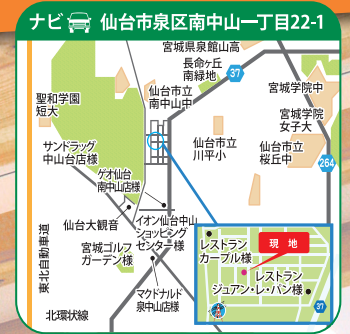 ナビ 仙台市泉区南中山一丁目22-1
宮城県泉館山高
長命ヶ丘
南緑地
37
仙台市立
南中山中
宮城学院中
聖和学園
短大
宮城学院
女子大
仙台市立
川平小
仙台市立
桜丘中
サンドラッグ
中山台店様
264
ゲオ仙台
南中山店様
仙台大観音
イオン仙台中山
ショッピング
センター様
宮城ゴルフ
ガーデン様
東北自動車道
マクドナルド
泉中山店様
北環状線
レストラン
カーブル様
現地
レストラン
ジュアン・レ・パン様
37